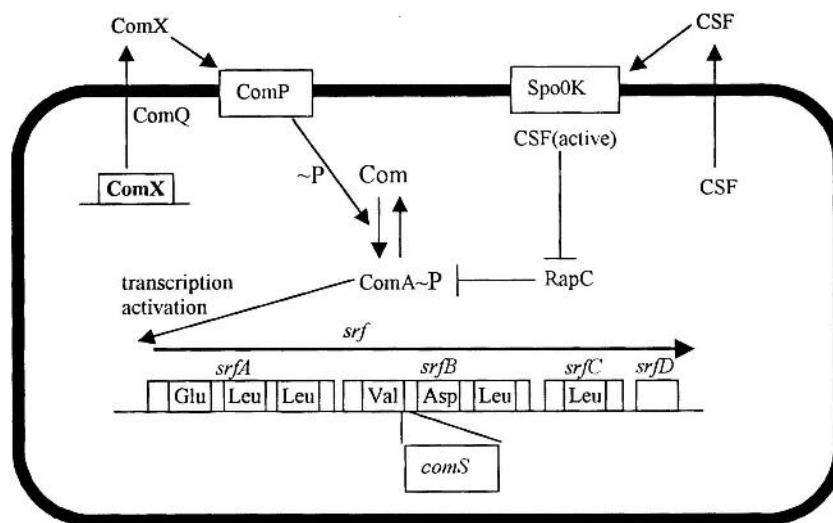 ComX
CSF
ComP
Spo0K
ComQ
CSF(active)
~P
Com
ComX
CSF
transcription
activation
ComA~P
RapC
srf
srfA
srfB
srfC
srfD
Glu
Leu
Leu
Val
Asp
Leu
Leu
comS